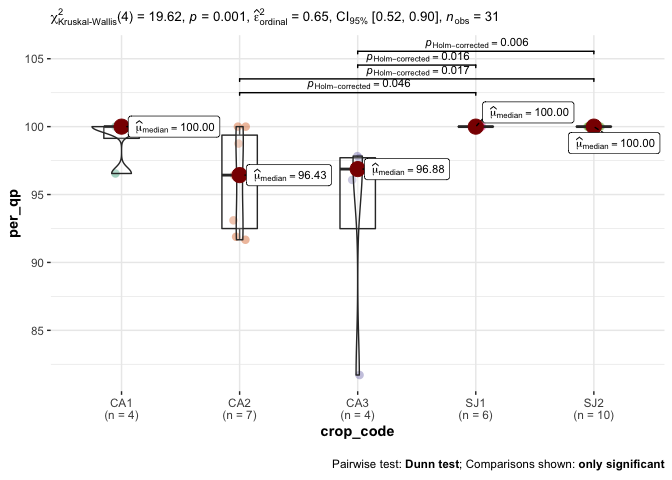 χ²Kruskal-Wallis(4) = 19.62, p = 0.001, ε̂²ordinal = 0.65, CI95% [0.52, 0.90], nobs = 31
pHolm−corrected = 0.006
pHolm−corrected = 0.016
pHolm−corrected = 0.017
pHolm−corrected = 0.046
105
100
95
90
85
per_qp
μ̂median = 100.00
μ̂median = 96.43
μ̂median = 96.88
μ̂median = 100.00
μ̂median = 100.00
CA1
(n = 4)
CA2
(n = 7)
CA3
(n = 4)
SJ1
(n = 6)
SJ2
(n = 10)
crop_code
Pairwise test: Dunn test; Comparisons shown: only significant